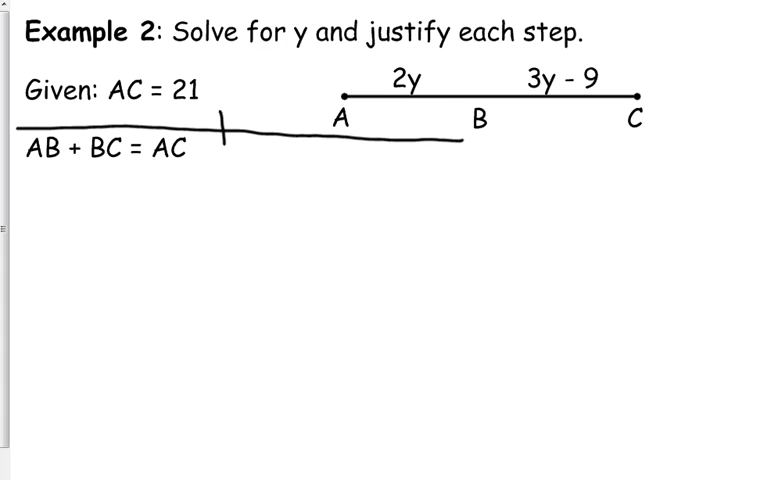 Example 2: Solve for y and justify each step.
Given: AC = 21
2y
3y - 9
A
B
C
AB + BC = AC